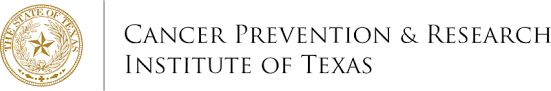 THE STATE OF TEXAS
CANCER PREVENTION & RESEARCH
INSTITUTE OF TEXAS